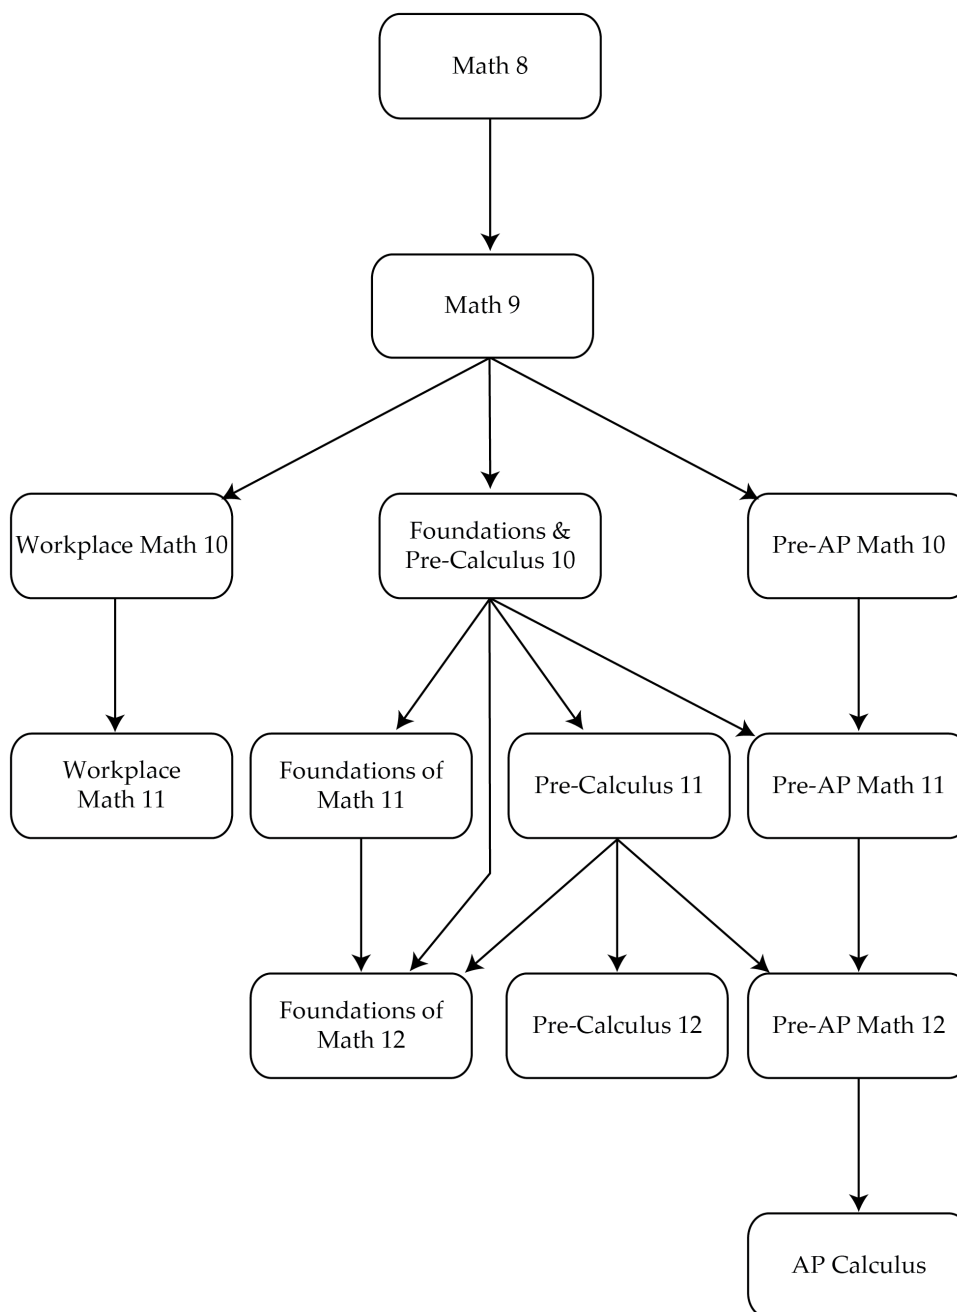 Math 8
Math 9
Workplace Math 10
Foundations &
Pre-Calculus 10
Pre-AP Math 10
Workplace
Math 11
Foundations of
Math 11
Pre-Calculus 11
Pre-AP Math 11
Foundations of
Math 12
Pre-Calculus 12
Pre-AP Math 12
AP Calculus